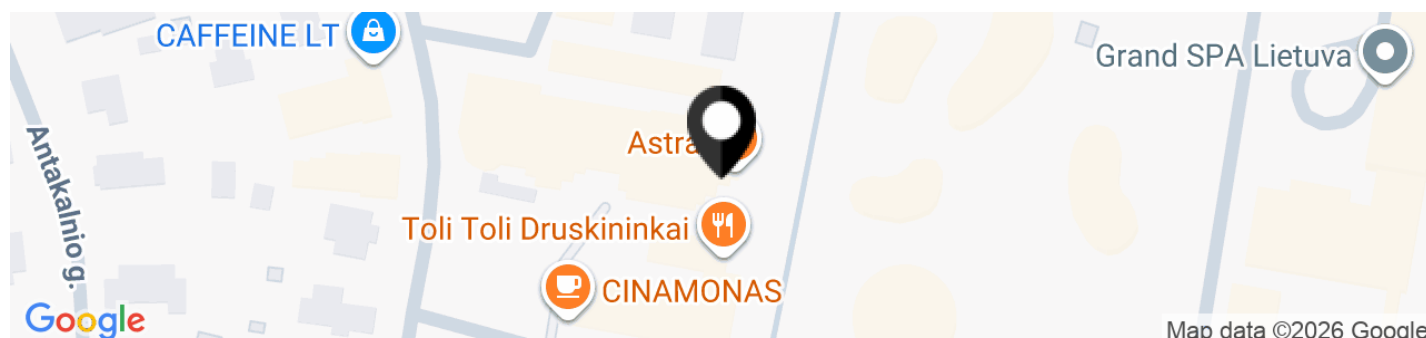 CAFFEINE LT
Grand SPA Lietuva
Astra
Antakalnio g.
Toli Toli Druskininkai
CINAMONAS
Google
Map data ©2026 Google